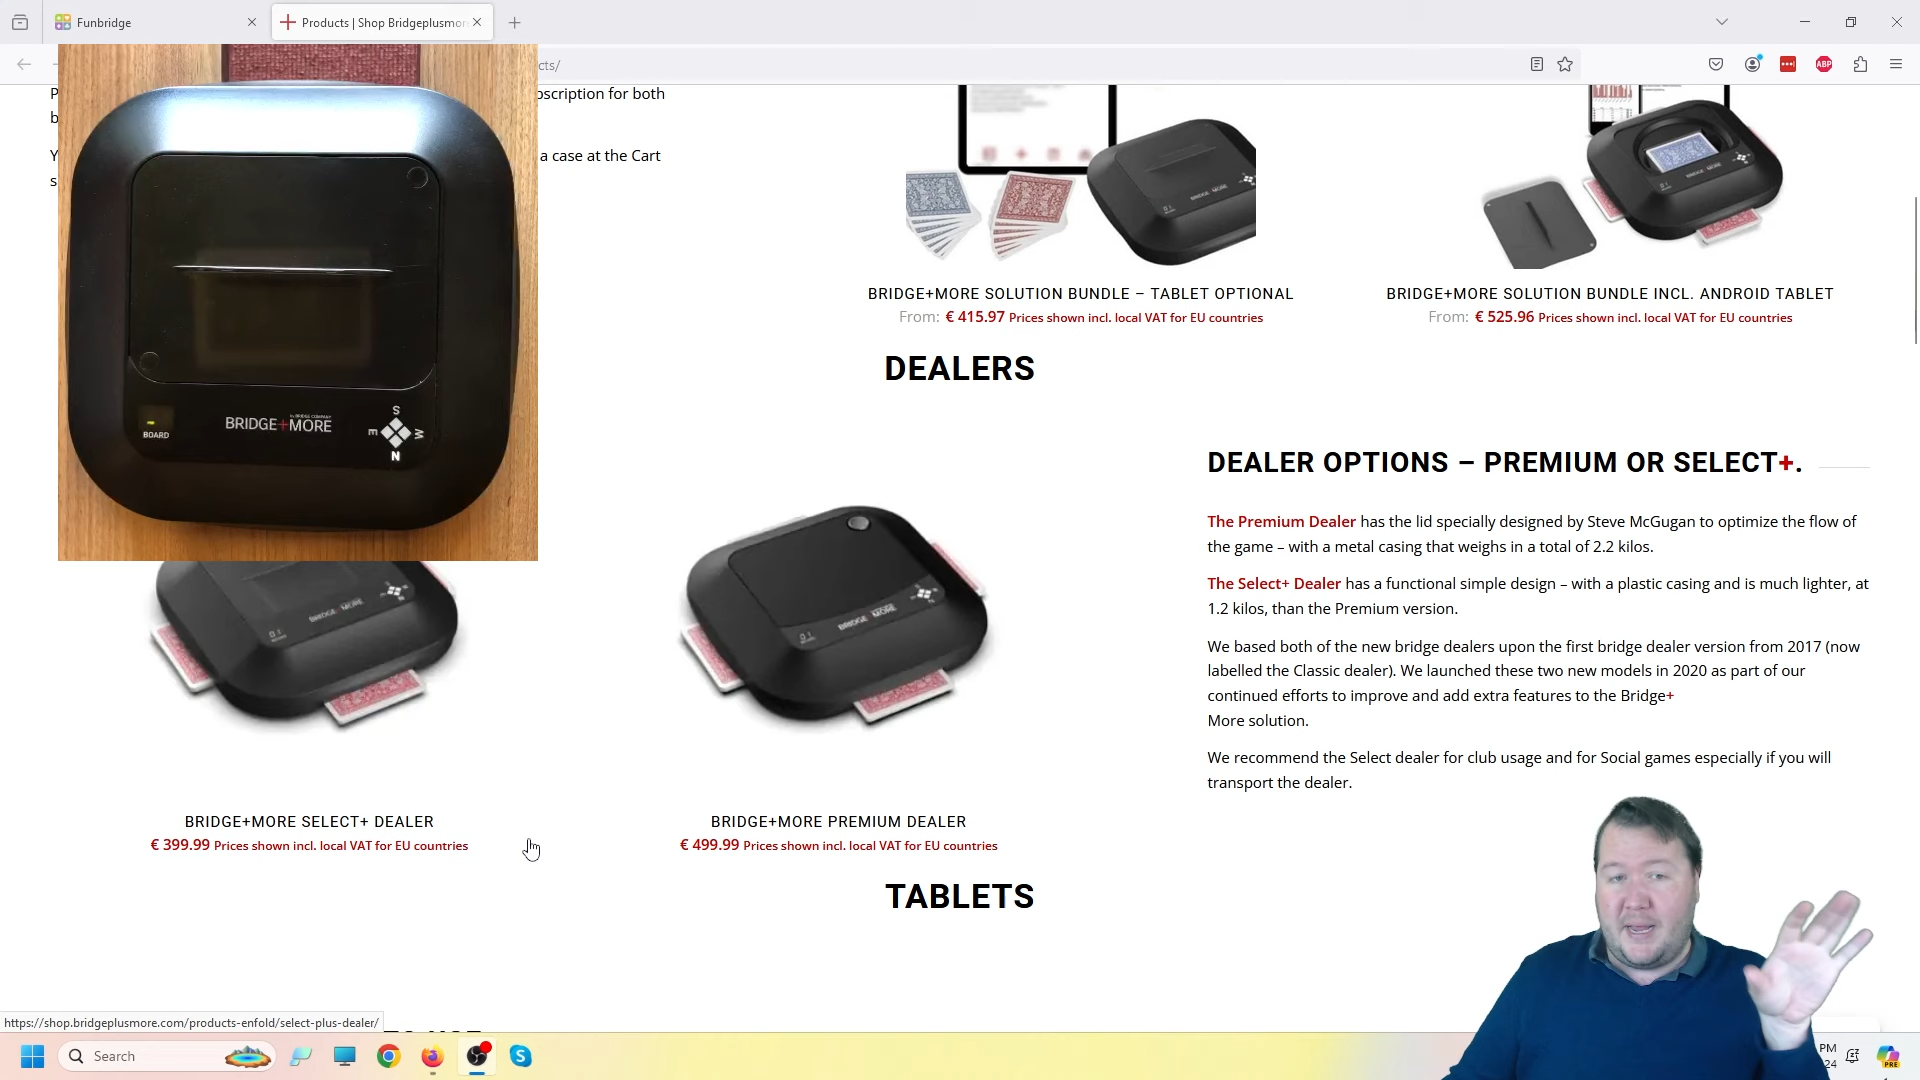 Funbridge
Products | Shop Bridgeplusmor
cts/
P
bscription for both
b
Y
a case at the Cart
s
S
E
W
N
BOARD
by BRIDGE COMPANY
BRIDGE+MORE
BRIDGE+MORE SOLUTION BUNDLE – TABLET OPTIONAL
From: € 415.97 Prices shown incl. local VAT for EU countries
BRIDGE+MORE SOLUTION BUNDLE INCL. ANDROID TABLET
From: € 525.96 Prices shown incl. local VAT for EU countries
DEALERS
DEALER OPTIONS – PREMIUM OR SELECT+.
The Premium Dealer has the lid specially designed by Steve McGugan to optimize the flow of
the game – with a metal casing that weighs in a total of 2.2 kilos.
The Select+ Dealer has a functional simple design – with a plastic casing and is much lighter, at
1.2 kilos, than the Premium version.
We based both of the new bridge dealers upon the first bridge dealer version from 2017 (now
labelled the Classic dealer). We launched these two new models in 2020 as part of our
continued efforts to improve and add extra features to the Bridge+
More solution.
We recommend the Select dealer for club usage and for Social games especially if you will
transport the dealer.
BRIDGE+MORE
BRIDGE+MORE
BRIDGE+MORE SELECT+ DEALER
€ 399.99 Prices shown incl. local VAT for EU countries
BRIDGE+MORE PREMIUM DEALER
€ 499.99 Prices shown incl. local VAT for EU countries
TABLETS
https://shop.bridgeplusmore.com/products-enfold/select-plus-dealer/
Search
ABP
PM
24
PRE